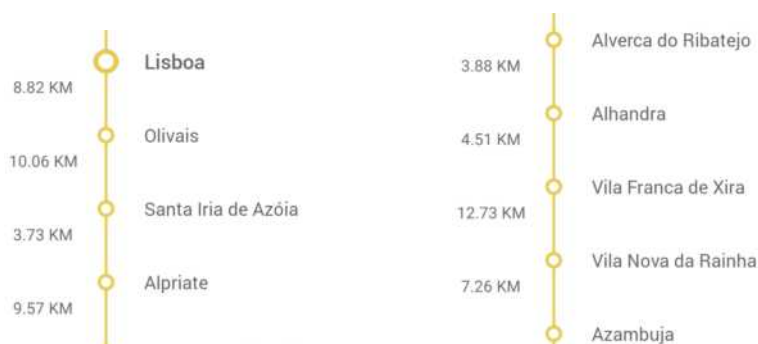 Lisboa
8.82 KM
Olivais
10.06 KM
Santa Iria de Azóia
3.73 KM
Alpriate
9.57 KM
Alverca do Ribatejo
3.88 KM
Alhandra
4.51 KM
Vila Franca de Xira
12.73 KM
Vila Nova da Rainha
7.26 KM
Azambuja